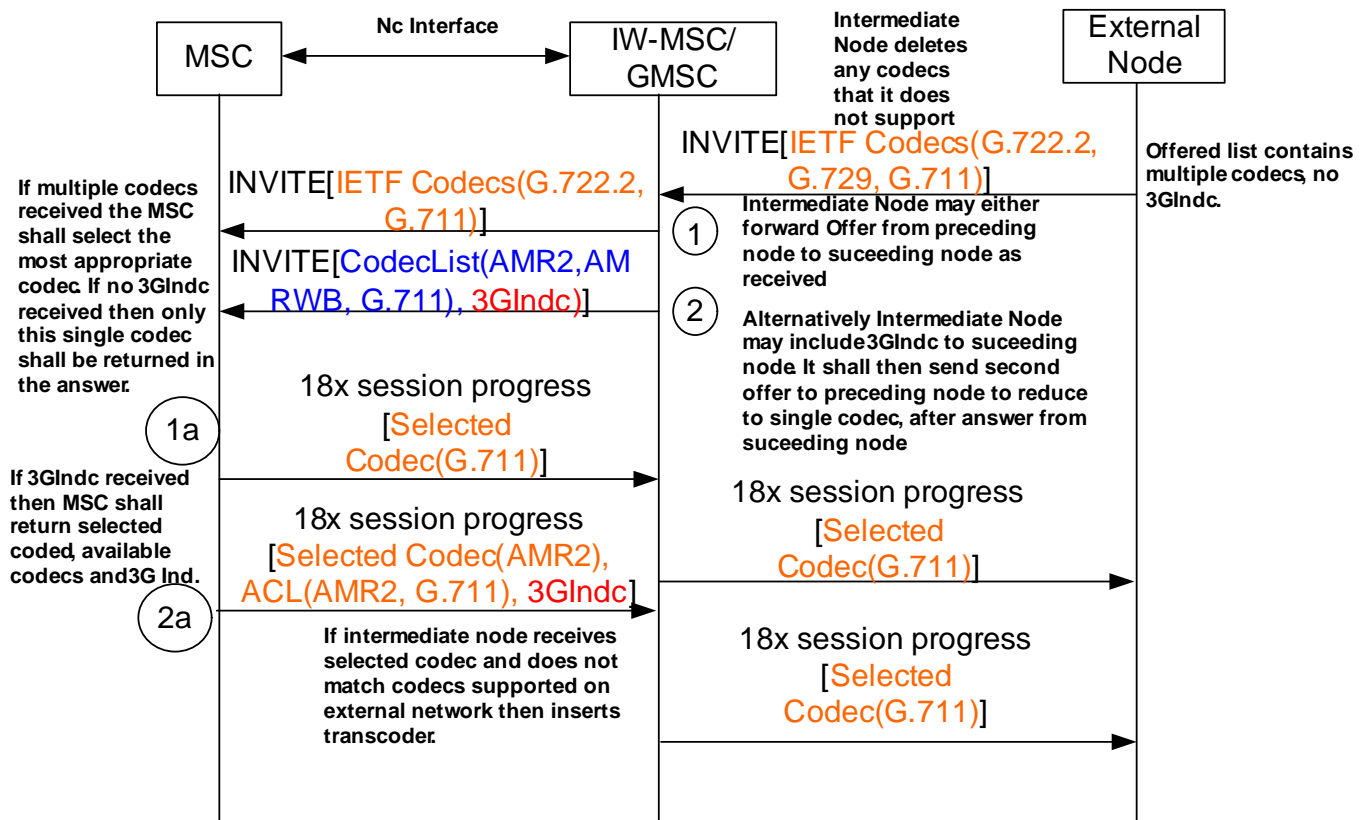 MSC
Nc Interface
IW-MSC/
GMSC
Intermediate
Node deletes
any codecs
that it does
not support
External
Node
INVITE[IETF Codecs(G.722.2,
G.729, G.711)]
Offered list contains
multiple codecs, no
3GIndc.
If multiple codecs
received the MSC
shall select the
most appropriate
codec. If no 3GIndc
received then only
this single codec
shall be returned in
the answer.
INVITE[IETF Codecs(G.722.2,
G.711)]
1
Intermediate Node may either
forward Offer from preceding
node to suceeding node as
received
INVITE[CodecList(AMR2,AM
RWB, G.711), 3GIndc)]
2
Alternatively Intermediate Node
may include 3GIndc to suceeding
node. It shall then send second
offer to preceding node to reduce
to single codec, after answer from
suceeding node
1a
18x session progress
[Selected
Codec(G.711)]
If 3GIndc received
then MSC shall
return selected
coded, available
codecs and 3G Ind.
2a
18x session progress
[Selected Codec(AMR2),
ACL(AMR2, G.711), 3GIndc]
18x session progress
[Selected
Codec(G.711)]
If intermediate node receives
selected codec and does not
match codecs supported on
external network then inserts
transcoder.
18x session progress
[Selected
Codec(G.711)]